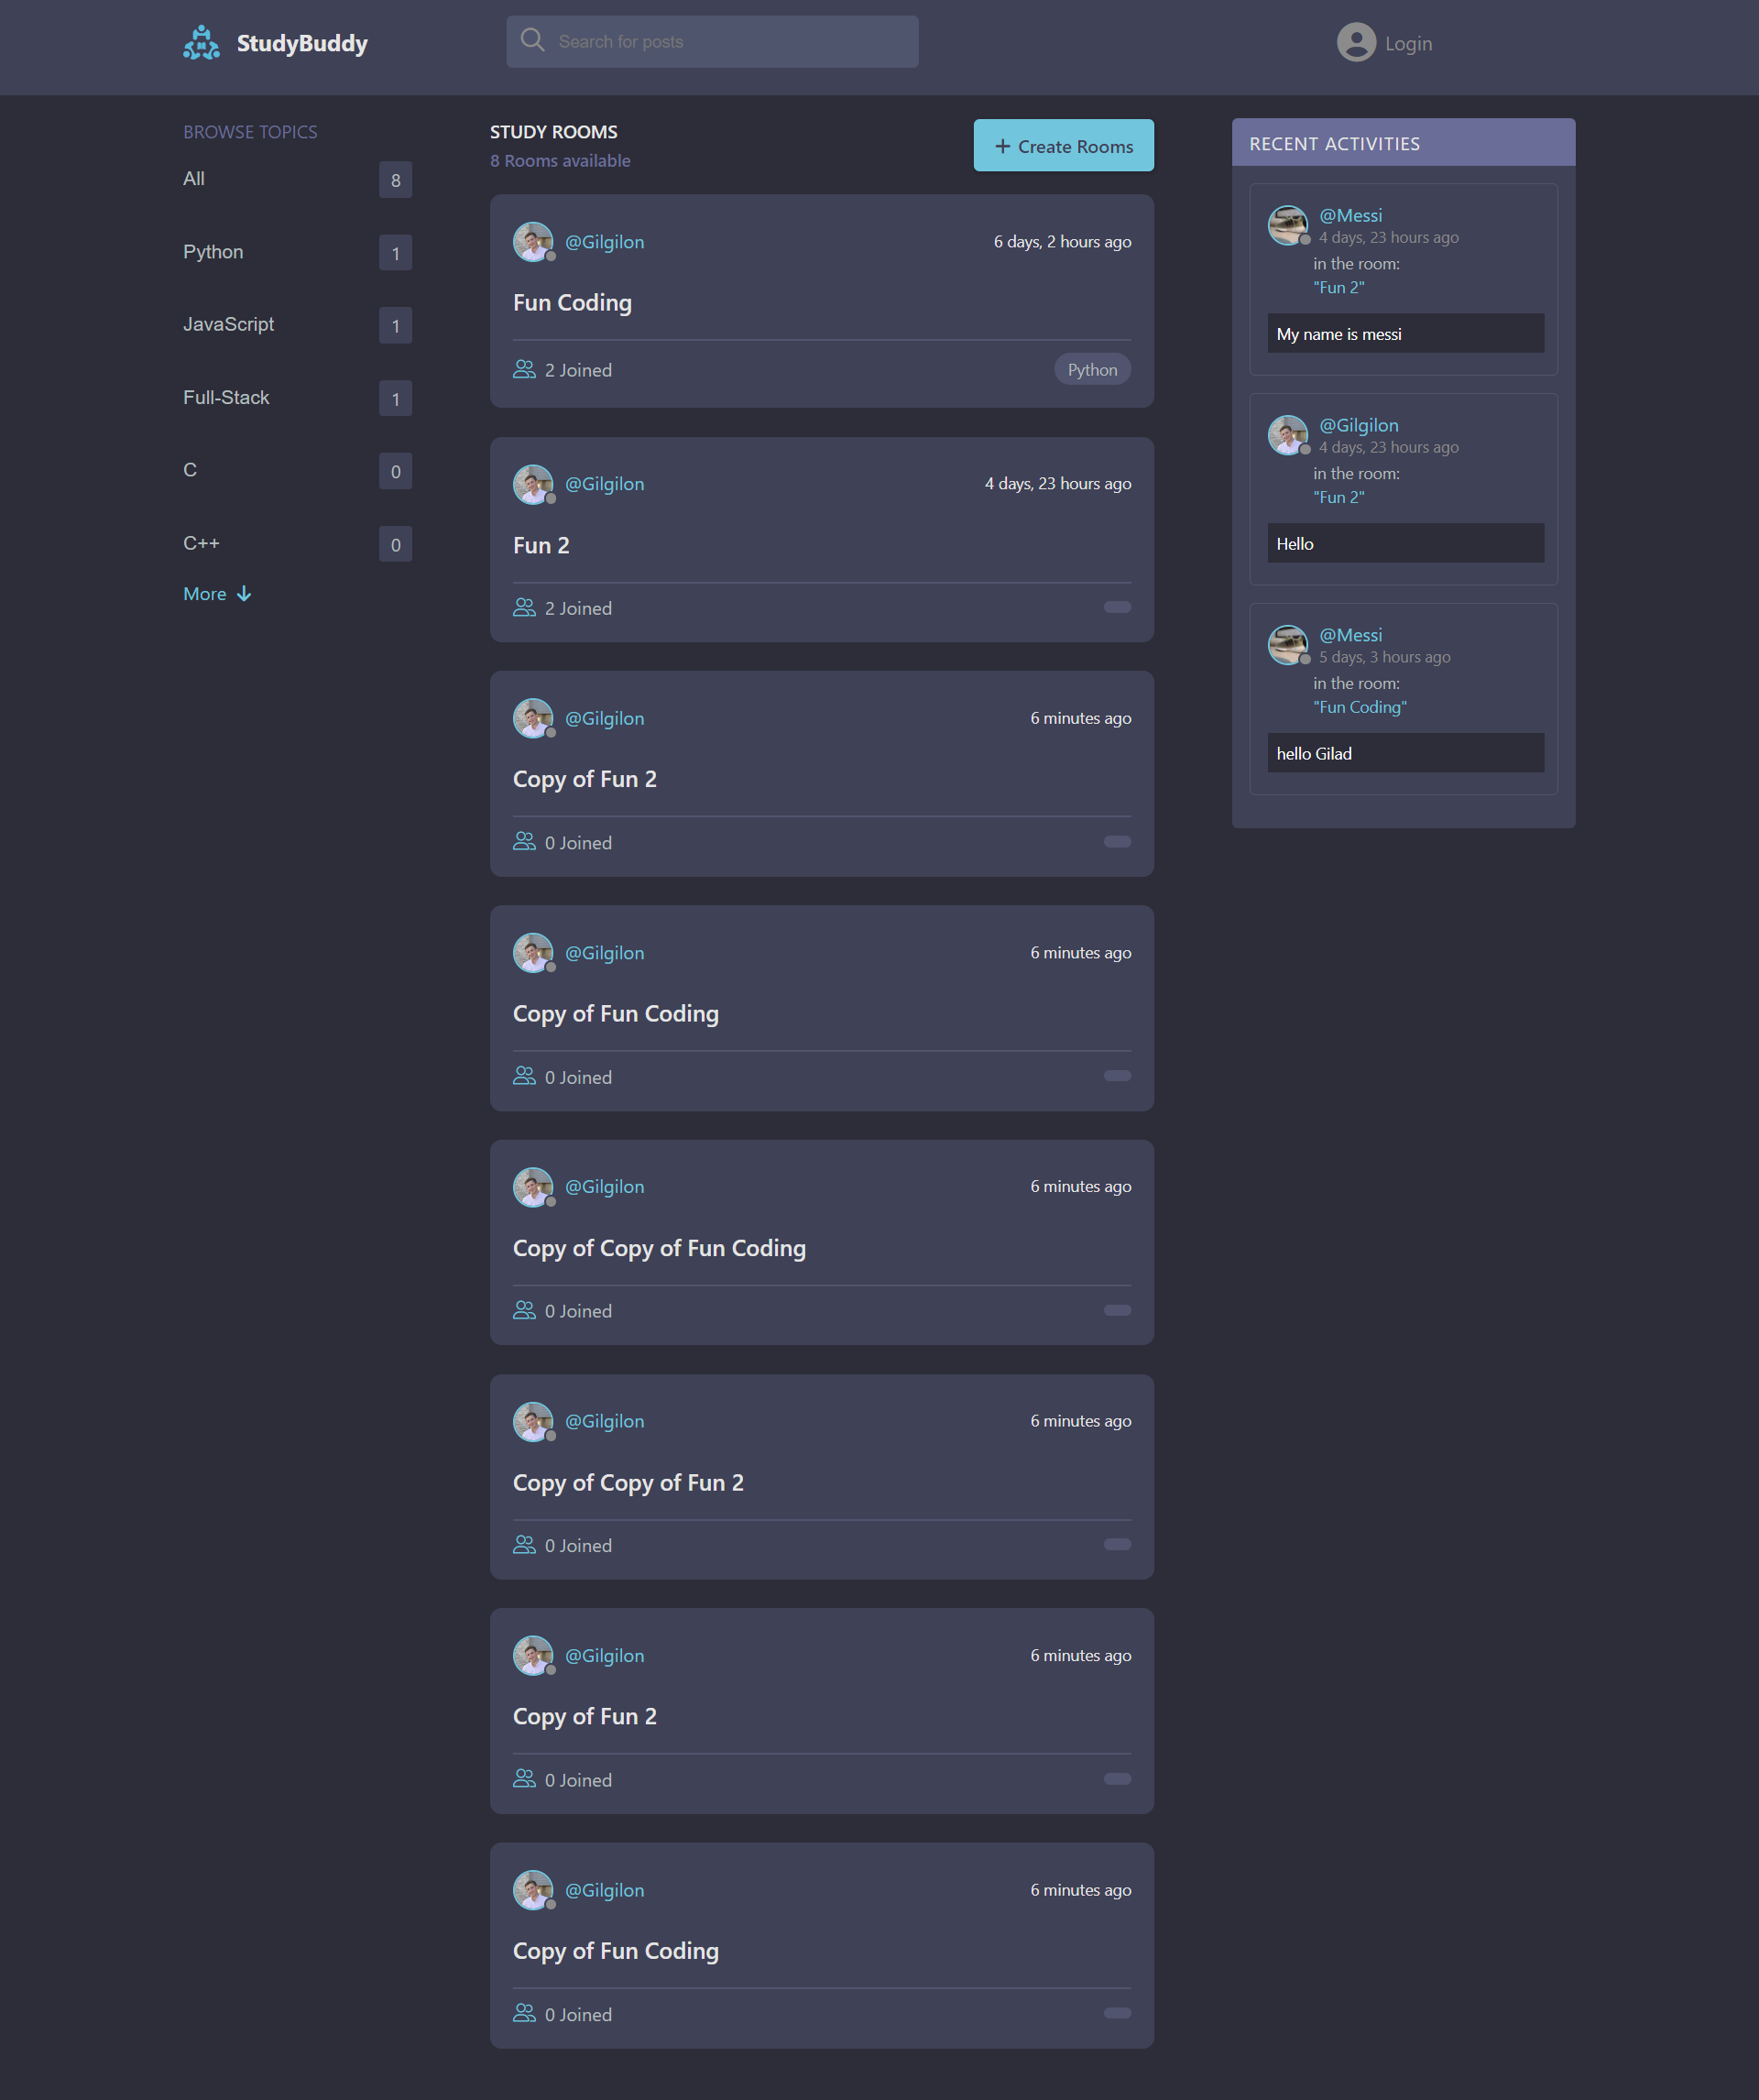 StudyBuddy
Search for posts
Login
BROWSE TOPICS
All 8
Python 1
JavaScript 1
Full-Stack 1
C 0
C++ 0
More
STUDY ROOMS
8 Rooms available
Create Rooms
@Gilgilon 6 days, 2 hours ago
Fun Coding
2 Joined Python
@Gilgilon 4 days, 23 hours ago
Fun 2
2 Joined
@Gilgilon 6 minutes ago
Copy of Fun 2
0 Joined
@Gilgilon 6 minutes ago
Copy of Fun Coding
0 Joined
@Gilgilon 6 minutes ago
Copy of Copy of Fun Coding
0 Joined
@Gilgilon 6 minutes ago
Copy of Copy of Fun 2
0 Joined
@Gilgilon 6 minutes ago
Copy of Fun 2
0 Joined
@Gilgilon 6 minutes ago
Copy of Fun Coding
0 Joined
RECENT ACTIVITIES
@Messi
4 days, 23 hours ago
in the room:
"Fun 2"
My name is messi
@Gilgilon
4 days, 23 hours ago
in the room:
"Fun 2"
Hello
@Messi
5 days, 3 hours ago
in the room:
"Fun Coding"
hello Gilad